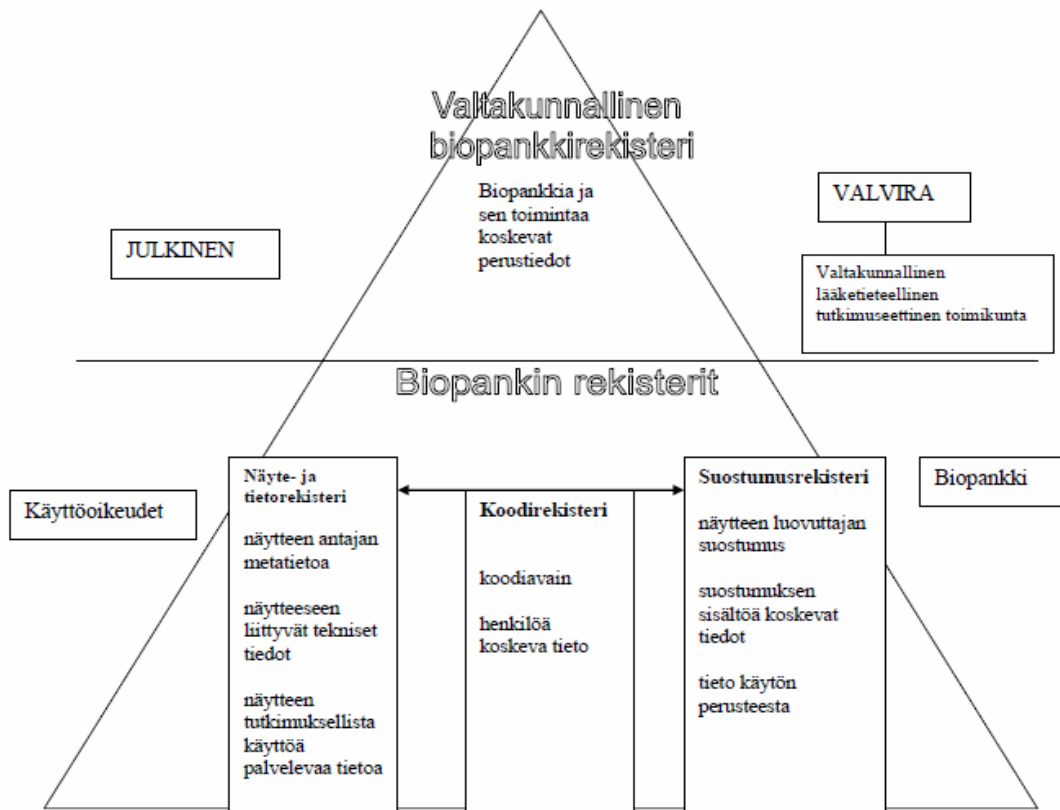 Valtakunnallinen
biopankkirekisteri
Biopankkia ja
sen toimintaa
koskevat
perustiedot
JULKINEN
VALVIRA
Valtakunnallinen
lääketieteellinen
tutkimuseettinen toimikunta
Biopankin rekisterit
Käyttöoikeudet
Näyte- ja
tietorekisteri
näytteen antajan
metatietoa
näytteeseen
liittyvät tekniset
tiedot
näytteen
tutkimuksellista
käyttöä
palvelevaa tietoa
Koodirekisteri
koodiavain
henkilöä
koskeva tieto
Suostumusrekisteri
näytteen luovuttajan
suostumus
suostumuksen
sisältöä koskevat
tiedot
tieto käytön
perusteesta
Biopankki